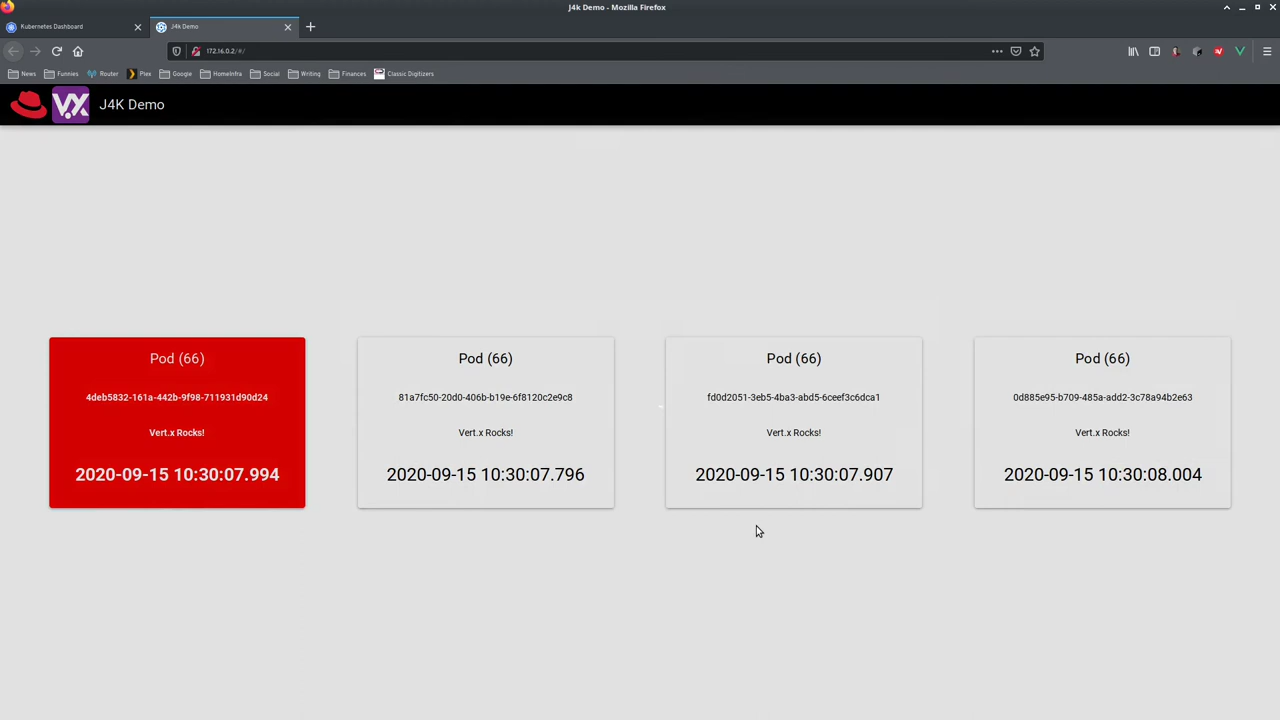 J4k Demo - Mozilla Firefox
Kubernetes Dashboard
J4k Demo
172.16.0.2/#/
News
Funnies
Router
Plex
Google
HomeInfra
Social
Writing
Finances
Classic Digitizers
VX
J4K Demo
Pod (66)
4deb5832-161a-442b-9f98-711931d90d24
Vert.x Rocks!
2020-09-15 10:30:07.994
Pod (66)
81a7fc50-20d0-406b-b19e-6f8120c2e9c8
Vert.x Rocks!
2020-09-15 10:30:07.796
Pod (66)
fd0d2051-3eb5-4ba3-abd5-6ceef3c6dca1
Vert.x Rocks!
2020-09-15 10:30:07.907
Pod (66)
0d885e95-b709-485a-add2-3c78a94b2e63
Vert.x Rocks!
2020-09-15 10:30:08.004